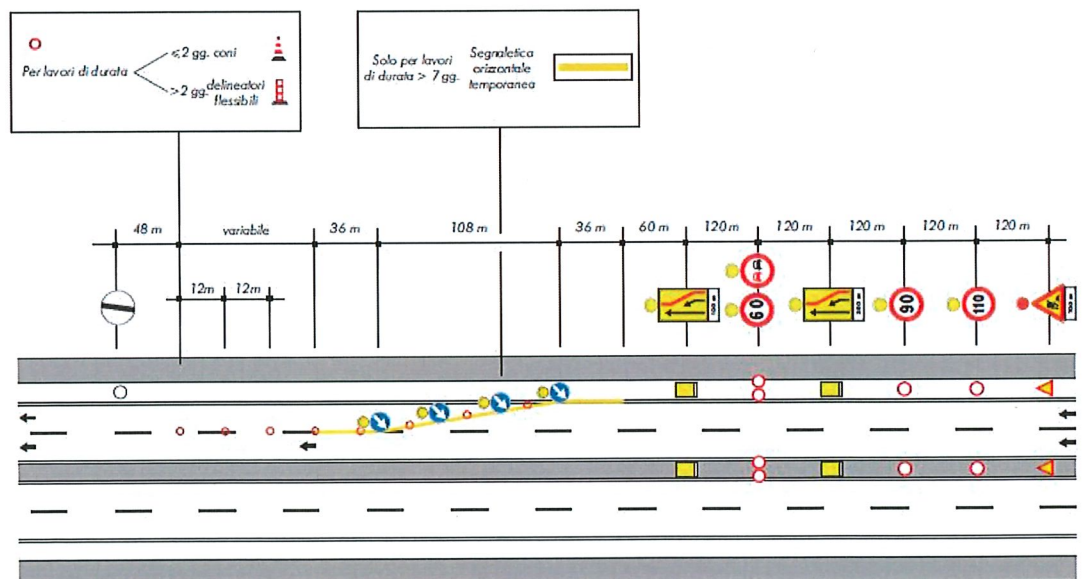 Per lavori di durata
⩽2 gg. coni
>2 gg. delineatori
flessibili
Solo per lavori
di durata > 7 gg.
Segnaletica
orizzontale
temporanea
48 m
variabile
36 m
108 m
36 m
60 m
120 m
120 m
120 m
120 m
120 m
12m
12m
60
90
110